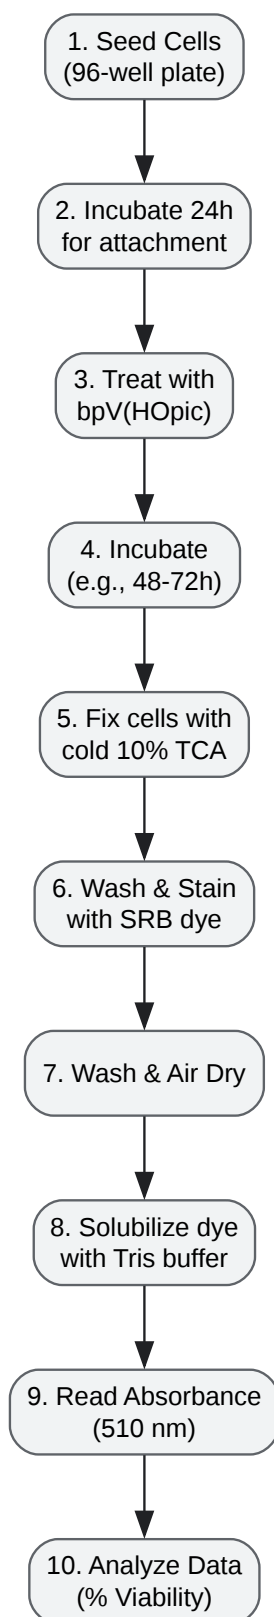 1. Seed Cells
(96-well plate)
2. Incubate 24h
for attachment
3. Treat with
bpV(HOpic)
4. Incubate
(e.g., 48-72h)
5. Fix cells with
cold 10% TCA
6. Wash & Stain
with SRB dye
7. Wash & Air Dry
8. Solubilize dye
with Tris buffer
9. Read Absorbance
(510 nm)
10. Analyze Data
(% Viability)